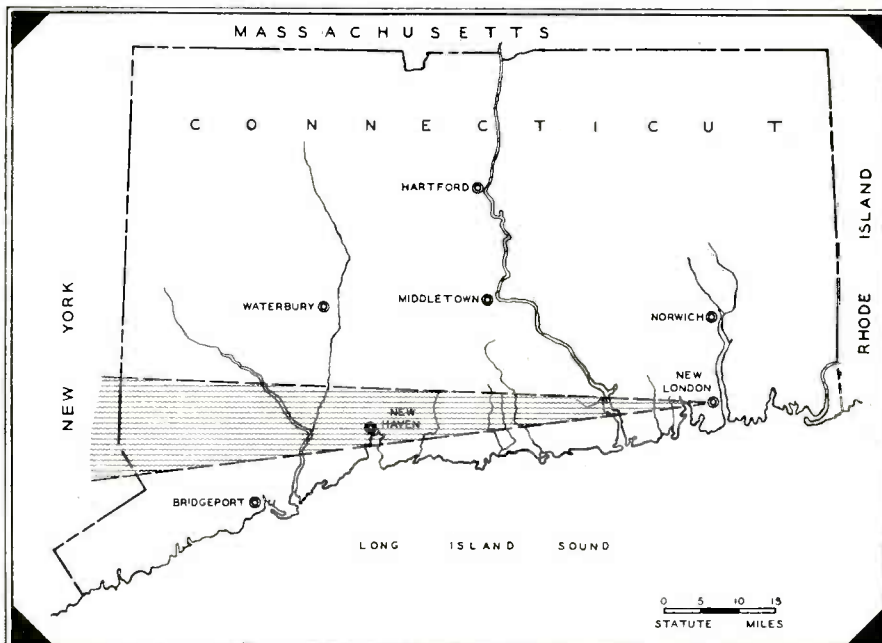 MASSACHUSETTS
CONNECTICUT
HARTFORD
WATERBURY
MIDDLETOWN
NORWICH
NEW YORK
RHODE ISLAND
NEW
LONDON
NEW
HAVEN
BRIDGEPORT
LONG ISLAND SOUND
0 5 10 15
STATUTE MILES